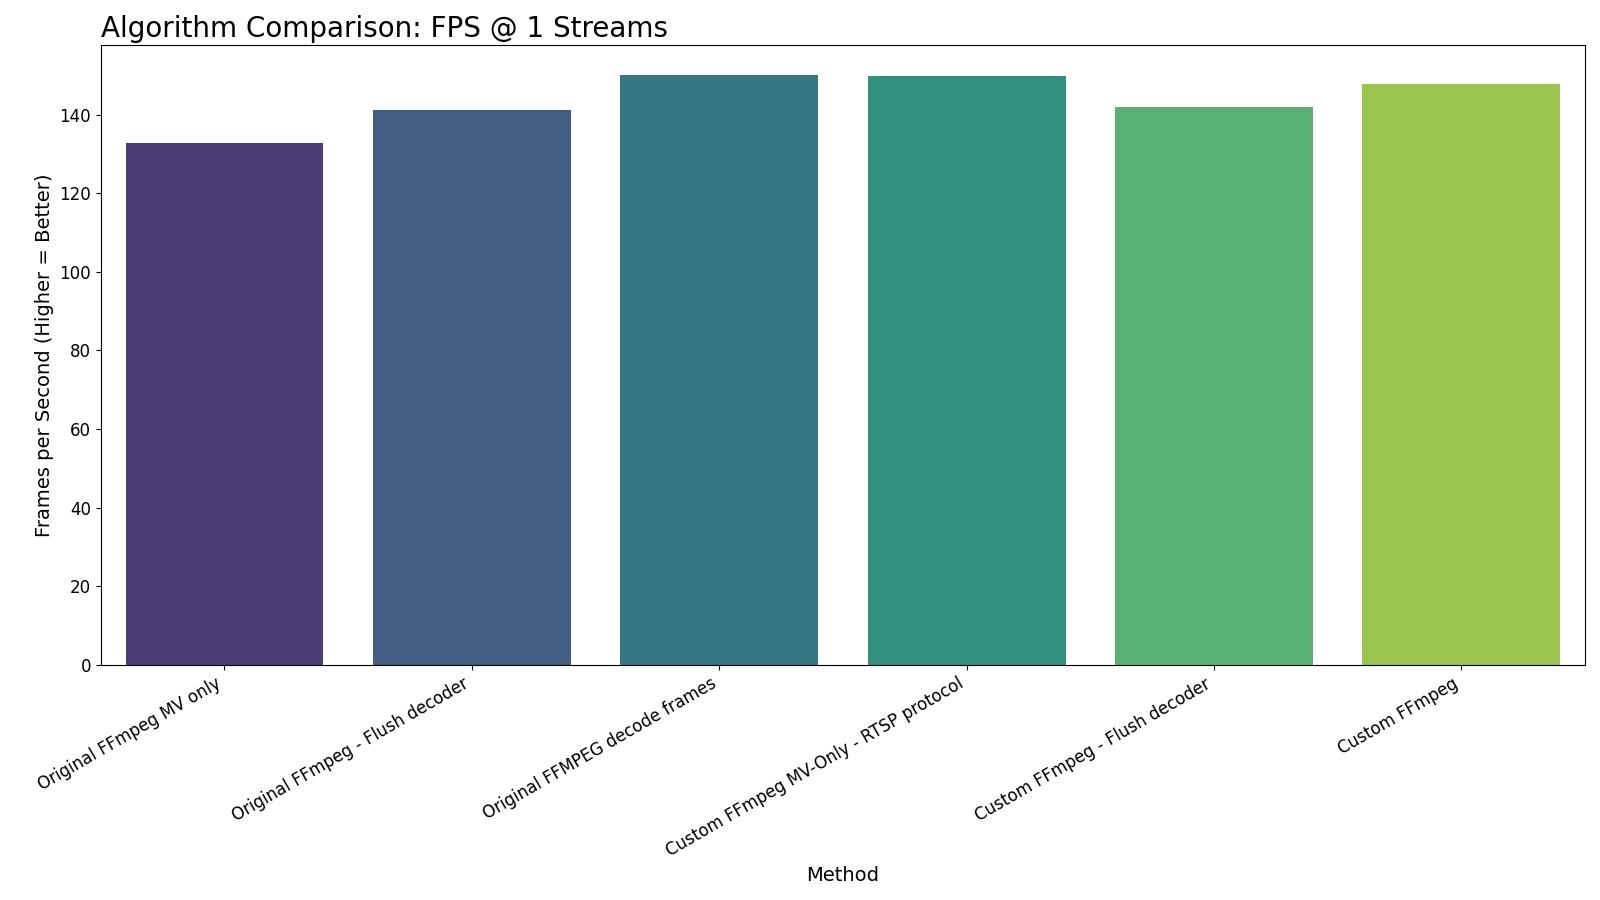 Algorithm Comparison: FPS @ 1 Streams
Frames per Second (Higher = Better)
140
120
100
80
60
40
20
0
Original FFmpeg MV only
Original FFmpeg - Flush decoder
Original FFMPEG decode frames
Custom FFmpeg MV-Only - RTSP protocol
Custom FFmpeg - Flush decoder
Custom FFmpeg
Method